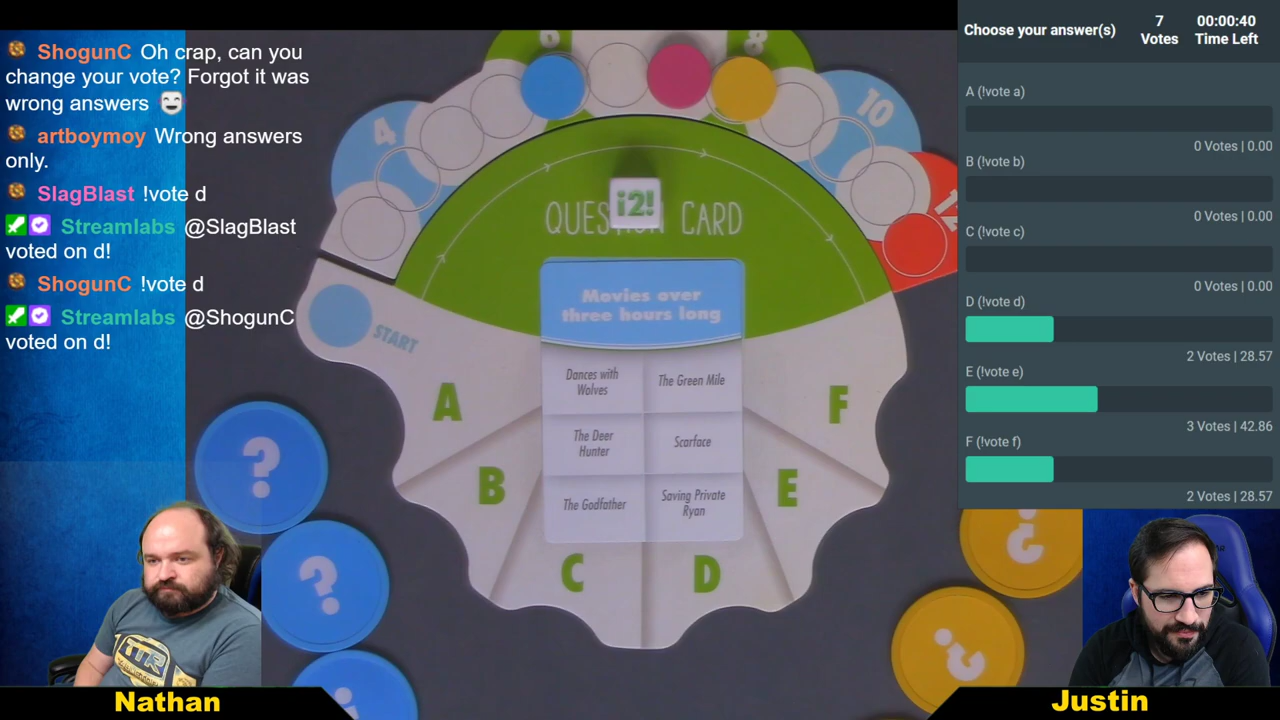 ShogunC Oh crap, can you
change your vote? Forgot it was
wrong answers
artboymoy Wrong answers
only.
SlagBlast !vote d
Streamlabs @SlagBlast
voted on d!
ShogunC !vote d
Streamlabs @ShogunC
voted on d!
4
6
8
10
12
START
i2!
CARD
Movies over
three hours long
Dances with
Wolves
The Green Mile
The Deer
Hunter
Scarface
The Godfather
Saving Private
Ryan
A
B
C
D
E
F
?
?
?
?
Choose your answer(s)
7
Votes
00:00:40
Time Left
A (!vote a)
0 Votes | 0.00
B (!vote b)
0 Votes | 0.00
C (!vote c)
0 Votes | 0.00
D (!vote d)
2 Votes | 28.57
E (!vote e)
3 Votes | 42.86
F (!vote f)
2 Votes | 28.57
Nathan
Justin